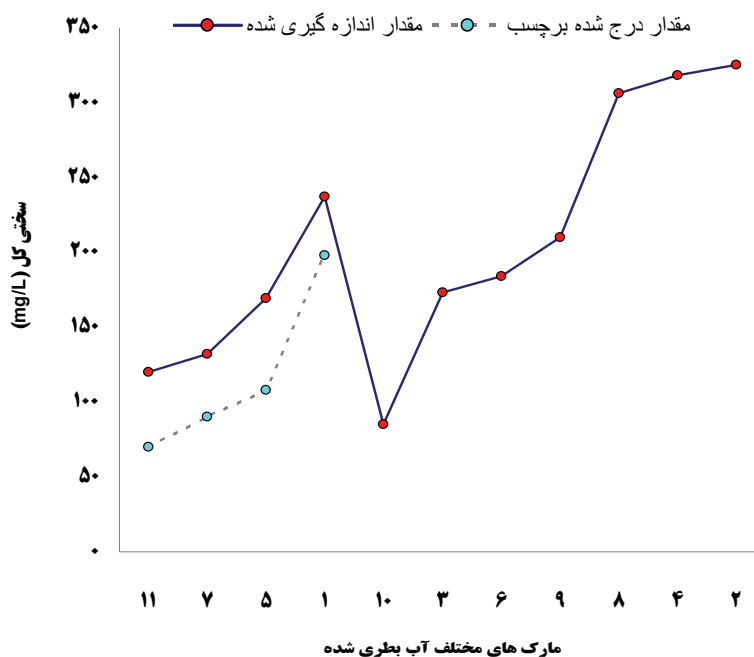 مقدار اندازه گیری شده
مقدار درج شده برچسب
۳۵۰
۳۰۰
۲۵۰
۲۰۰
۱۵۰
۱۰۰
۵۰
۰
سختی کل (mg/L)
۱۱ ۷ ۵ ۱ ۱۰ ۳ ۶ ۹ ۸ ۴ ۲
مارک های مختلف آب بطری شده